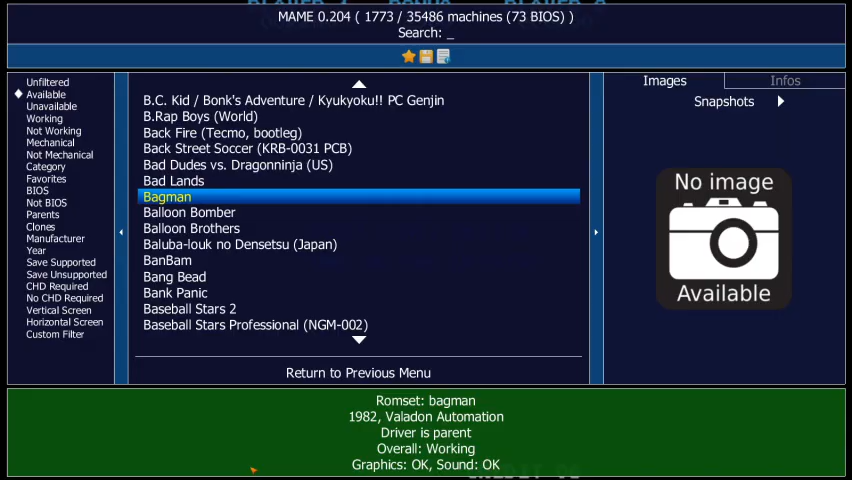 MAME 0.204 ( 1773 / 35486 machines (73 BIOS) )
Search: _
Unfiltered
Available
Unavailable
Working
Not Working
Mechanical
Not Mechanical
Category
Favorites
BIOS
Not BIOS
Parents
Clones
Manufacturer
Year
Save Supported
Save Unsupported
CHD Required
No CHD Required
Vertical Screen
Horizontal Screen
Custom Filter
B.C. Kid / Bonk's Adventure / Kyukyoku!! PC Genjin
B.Rap Boys (World)
Back Fire (Tecmo, bootleg)
Back Street Soccer (KRB-0031 PCB)
Bad Dudes vs. Dragonninja (US)
Bad Lands
Bagman
Balloon Bomber
Balloon Brothers
Baluba-louk no Densetsu (Japan)
BanBam
Bang Bead
Bank Panic
Baseball Stars 2
Baseball Stars Professional (NGM-002)
Return to Previous Menu
Images
Infos
Snapshots
No image
Available
Romset: bagman
1982, Valadon Automation
Driver is parent
Overall: Working
Graphics: OK, Sound: OK